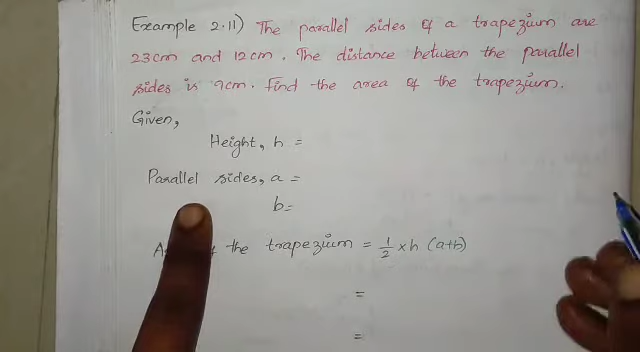 Example 2.11) The parallel sides of a trapezium are
23cm and 12cm. The distance between the parallel
sides is 9cm. Find the area of the trapezium.
Given,
Height, h =
Parallel sides, a =
b=
the trapezium = 1/2 × h (a+b)
=
=